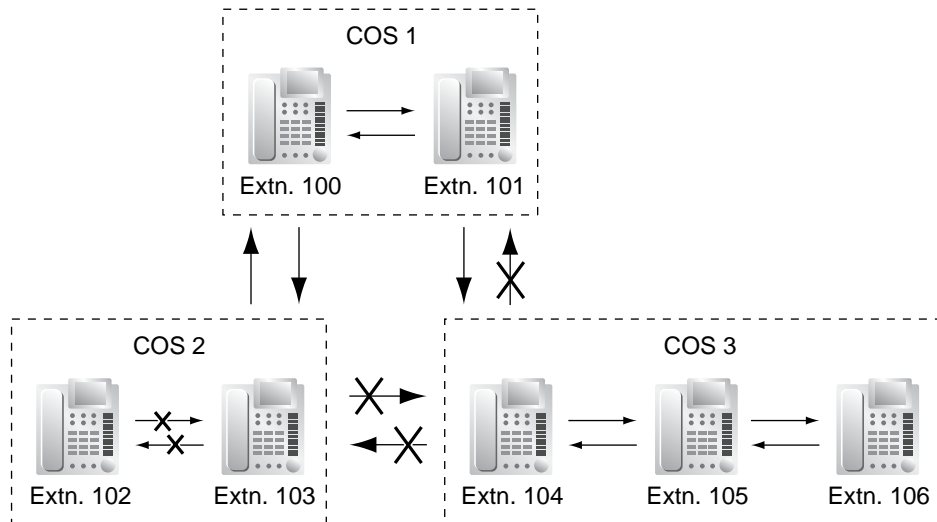 COS 1
Extn. 100
Extn. 101
COS 2
COS 3
Extn. 102
Extn. 103
Extn. 104
Extn. 105
Extn. 106